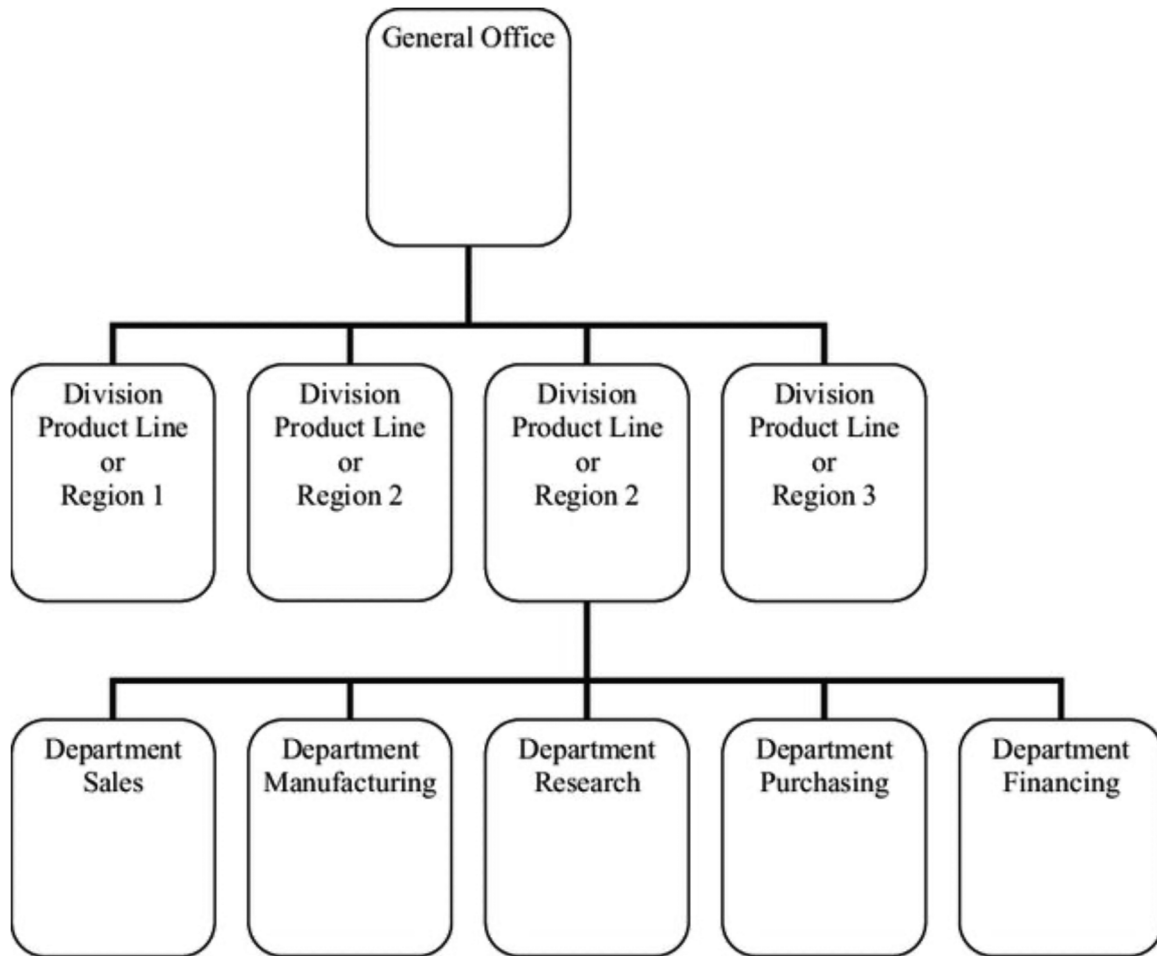 General Office
Division
Product Line
or
Region 1
Division
Product Line
or
Region 2
Division
Product Line
or
Region 2
Division
Product Line
or
Region 3
Department
Sales
Department
Manufacturing
Department
Research
Department
Purchasing
Department
Financing